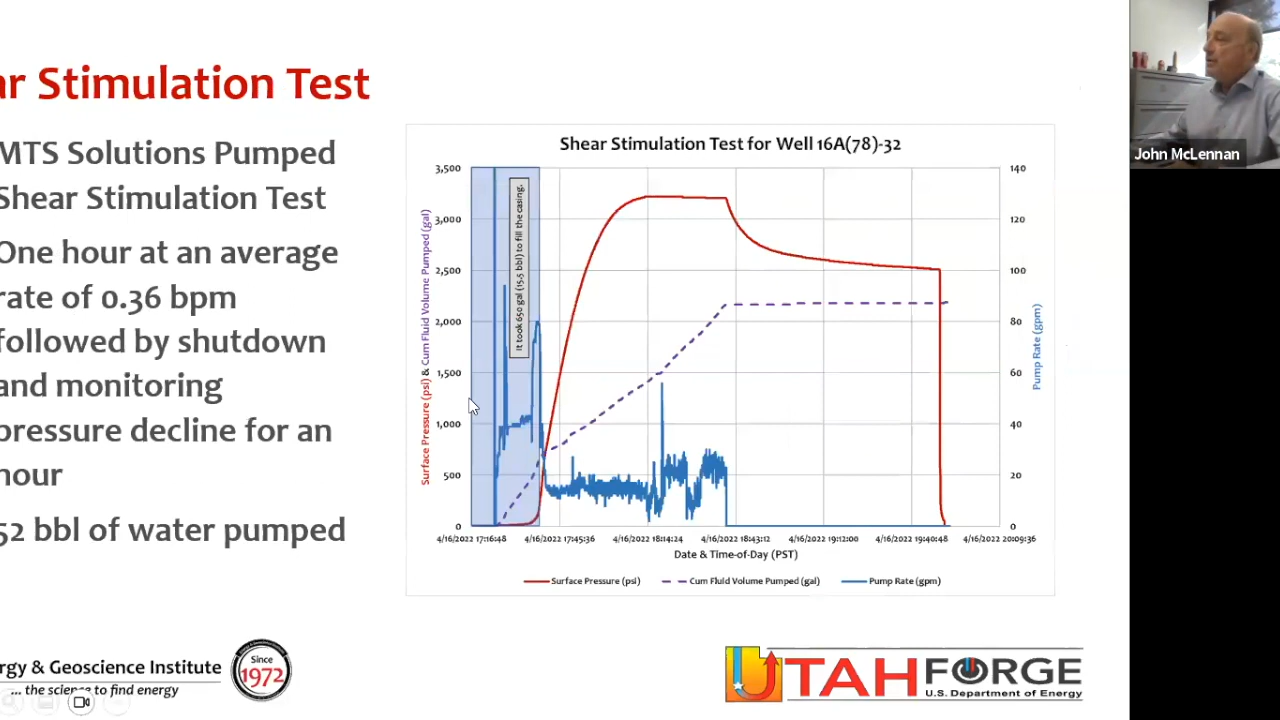 ar Stimulation Test
MTS Solutions Pumped
Shear Stimulation Test
One hour at an average
rate of 0.36 bpm
followed by shutdown
and monitoring
pressure decline for an
hour
52 bbl of water pumped
Shear Stimulation Test for Well 16A(78)-32
3,500
3,000
2,500
2,000
1,500
1,000
500
0
Surface Pressure (psi) & Cum Fluid Volume Pumped (gal)
It took 650 gal (15.5 bbl) to fill the casing.
140
120
100
80
60
40
20
0
Pump Rate (gpm)
4/16/2022 17:16:48 4/16/2022 17:45:36 4/16/2022 18:14:24 4/16/2022 18:43:12 4/16/2022 19:12:00 4/16/2022 19:40:48 4/16/2022 20:09:36
Date & Time-of-Day (PST)
Surface Pressure (psi) Cum Fluid Volume Pumped (gal) Pump Rate (gpm)
John McLennan
rgy & Geoscience Institute
... the science to find energy
Since
1972
UTAH FORGE
U.S. Department of Energy